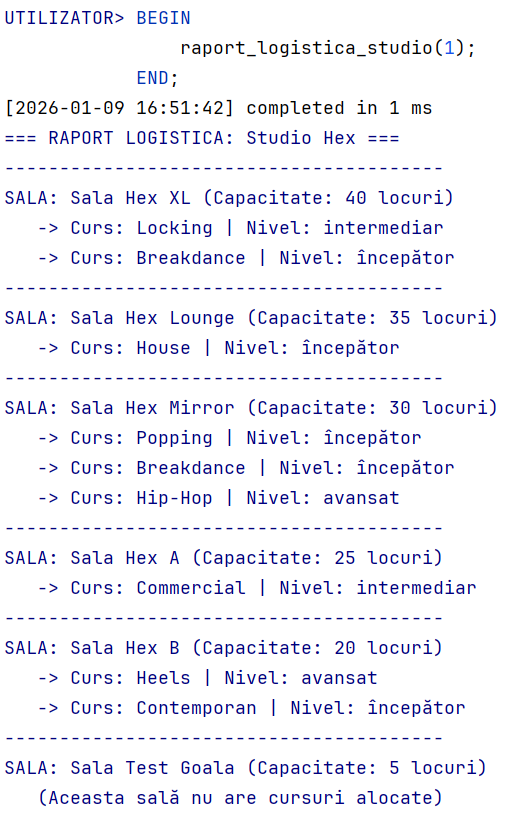 UTILIZATOR> BEGIN
raport_logistica_studio(1);
END;
[2026-01-09 16:51:42] completed in 1 ms
=== RAPORT LOGISTICA: Studio Hex ===
----------------------------------------
SALA: Sala Hex XL (Capacitate: 40 locuri)
-> Curs: Locking | Nivel: intermediar
-> Curs: Breakdance | Nivel: începător
----------------------------------------
SALA: Sala Hex Lounge (Capacitate: 35 locuri)
-> Curs: House | Nivel: începător
----------------------------------------
SALA: Sala Hex Mirror (Capacitate: 30 locuri)
-> Curs: Popping | Nivel: începător
-> Curs: Breakdance | Nivel: începător
-> Curs: Hip-Hop | Nivel: avansat
----------------------------------------
SALA: Sala Hex A (Capacitate: 25 locuri)
-> Curs: Commercial | Nivel: intermediar
----------------------------------------
SALA: Sala Hex B (Capacitate: 20 locuri)
-> Curs: Heels | Nivel: avansat
-> Curs: Contemporan | Nivel: începător
----------------------------------------
SALA: Sala Test Goala (Capacitate: 5 locuri)
(Aceasta sală nu are cursuri alocate)